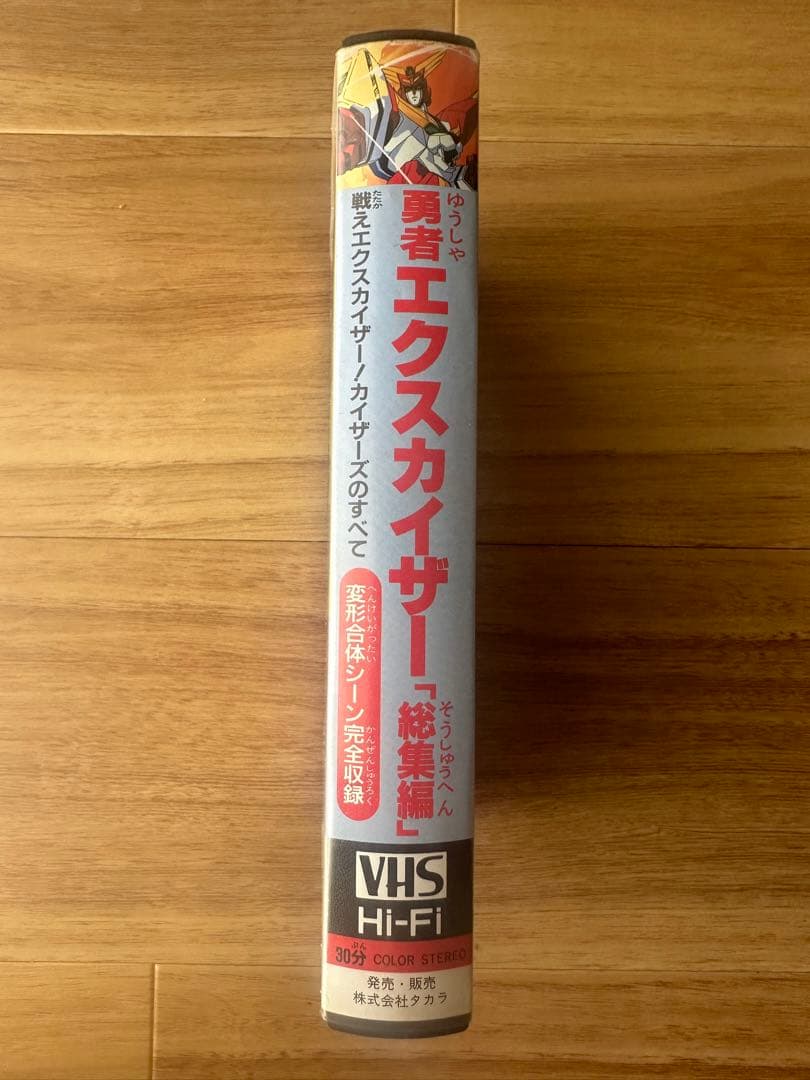 勇者エクスカイザー「総集編」
ゆうしゃ
そうしゅうへん
戦えエクスカイザー!カイザーズのすべて
たたか
変形合体シーン完全収録
へんけいがったい
かんぜんしゅうろく
VHS
Hi-Fi
30分 COLOR STEREO
ぷん
発売・販売
株式会社タカラ